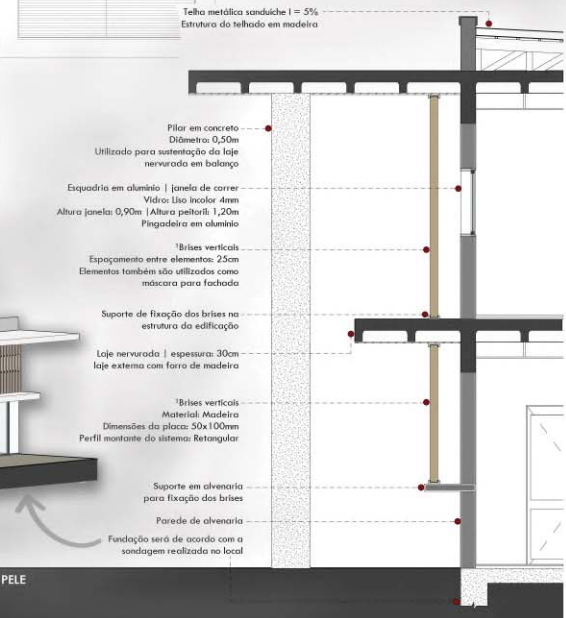 Telha metálica sanduíche I = 5%
Estrutura do telhado em madeira
Pilar em concreto
Diâmetro: 0,50m
Utilizado para sustentação da laje
nervurada em balanço
Esquadria em alumínio | janela de correr
Vidro: Liso incolor 4mm
Altura janela: 0,90m | Altura peitoril: 1,20m
Pingadeira em alumínio
¹Brises verticais
Espaçamento entre elementos: 25cm
Elementos também são utilizados como
máscara para fachada
Suporte de fixação dos brises na
estrutura da edificação
Laje nervurada | espessura: 30cm
laje externa com forro de madeira
¹Brises verticais
Material: Madeira
Dimensões da placa: 50x100mm
Perfil montante do sistema: Retangular
Suporte em alvenaria
para fixação dos brises
Parede de alvenaria
Fundação será de acordo com a
sondagem realizada no local
PELE